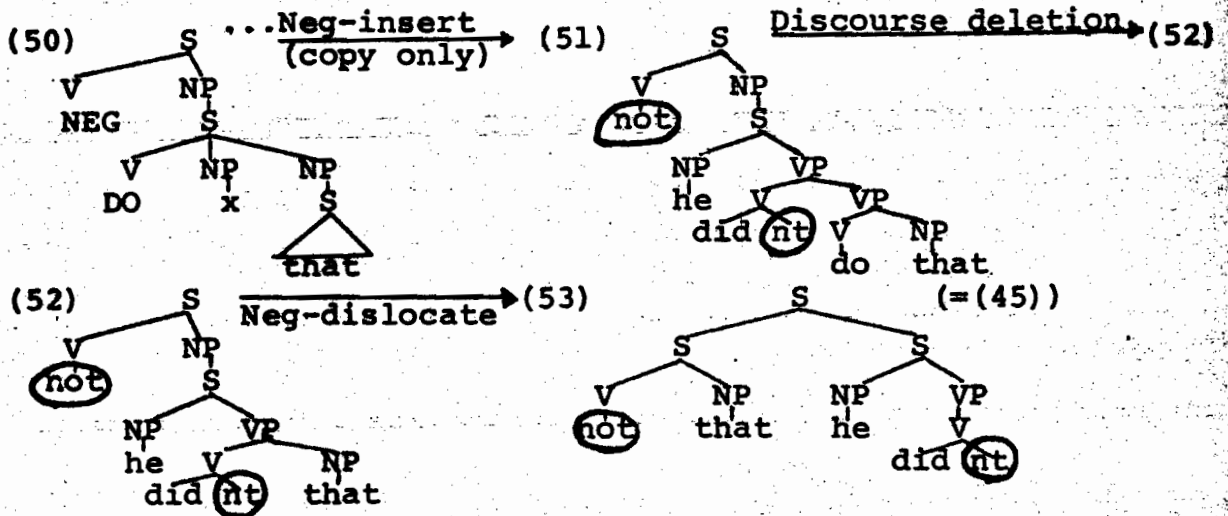 (50) S ...Neg-insert (51) S Discourse deletion (52)
(copy only)
V NP V NP
NEG S not S
V NP NP NP VP
DO x S he V VP
that did nt V NP
do that
(52) S Neg-dislocate (53) S (=(45))
V NP S S
not S V NP NP VP
NP VP not that he V
he V NP did nt
did nt that